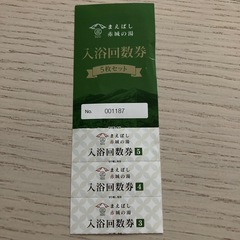 まえばし
赤城の湯
入浴回数券
5枚セット
No. 001187
まえばし
赤城の湯
入浴回数券 5
まえばし
赤城の湯
入浴回数券 4
まえばし
赤城の湯
入浴回数券 3